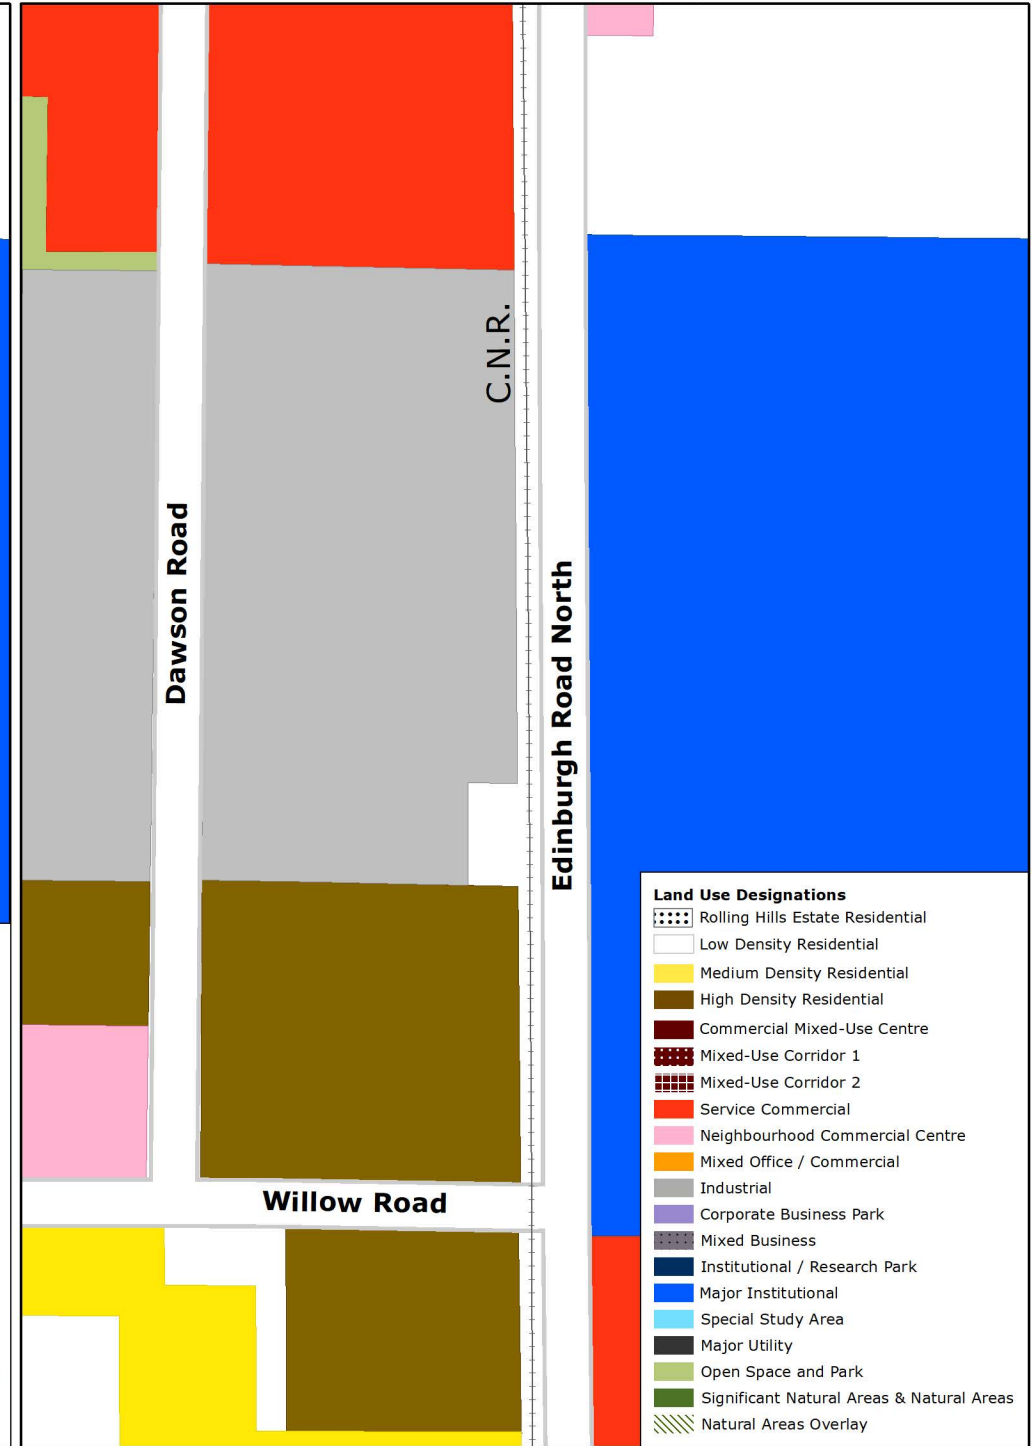 C.N.R.
Dawson Road
Edinburgh Road North
Willow Road
Land Use Designations
Rolling Hills Estate Residential
Low Density Residential
Medium Density Residential
High Density Residential
Commercial Mixed-Use Centre
Mixed-Use Corridor 1
Mixed-Use Corridor 2
Service Commercial
Neighbourhood Commercial Centre
Mixed Office / Commercial
Industrial
Corporate Business Park
Mixed Business
Institutional / Research Park
Major Institutional
Special Study Area
Major Utility
Open Space and Park
Significant Natural Areas & Natural Areas
Natural Areas Overlay